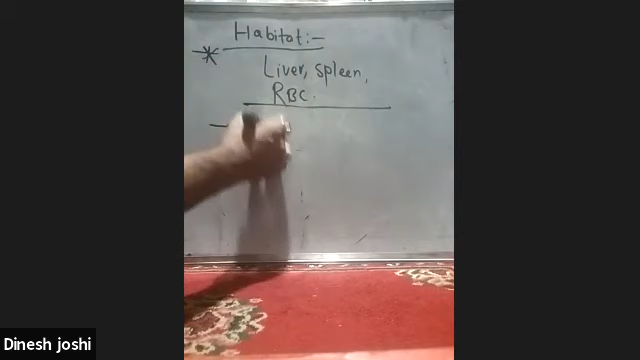 * Habitat:-
Liver, spleen,
RBC.
Dinesh joshi